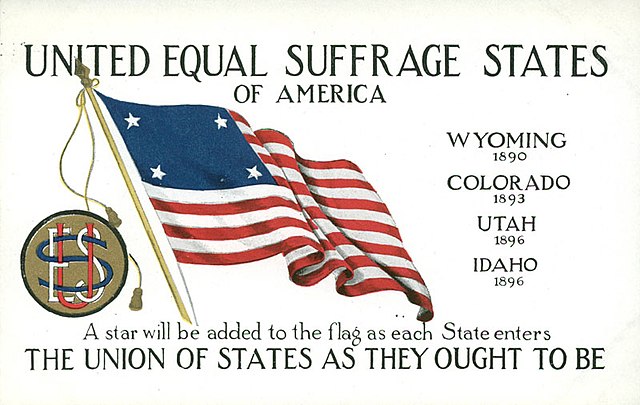 UNITED EQUAL SUFFRAGE STATES
OF AMERICA
WYOMING
1890
COLORADO
1893
UTAH
1896
IDAHO
1896
UESS
A star will be added to the flag as each State enters
THE UNION OF STATES AS THEY OUGHT TO BE